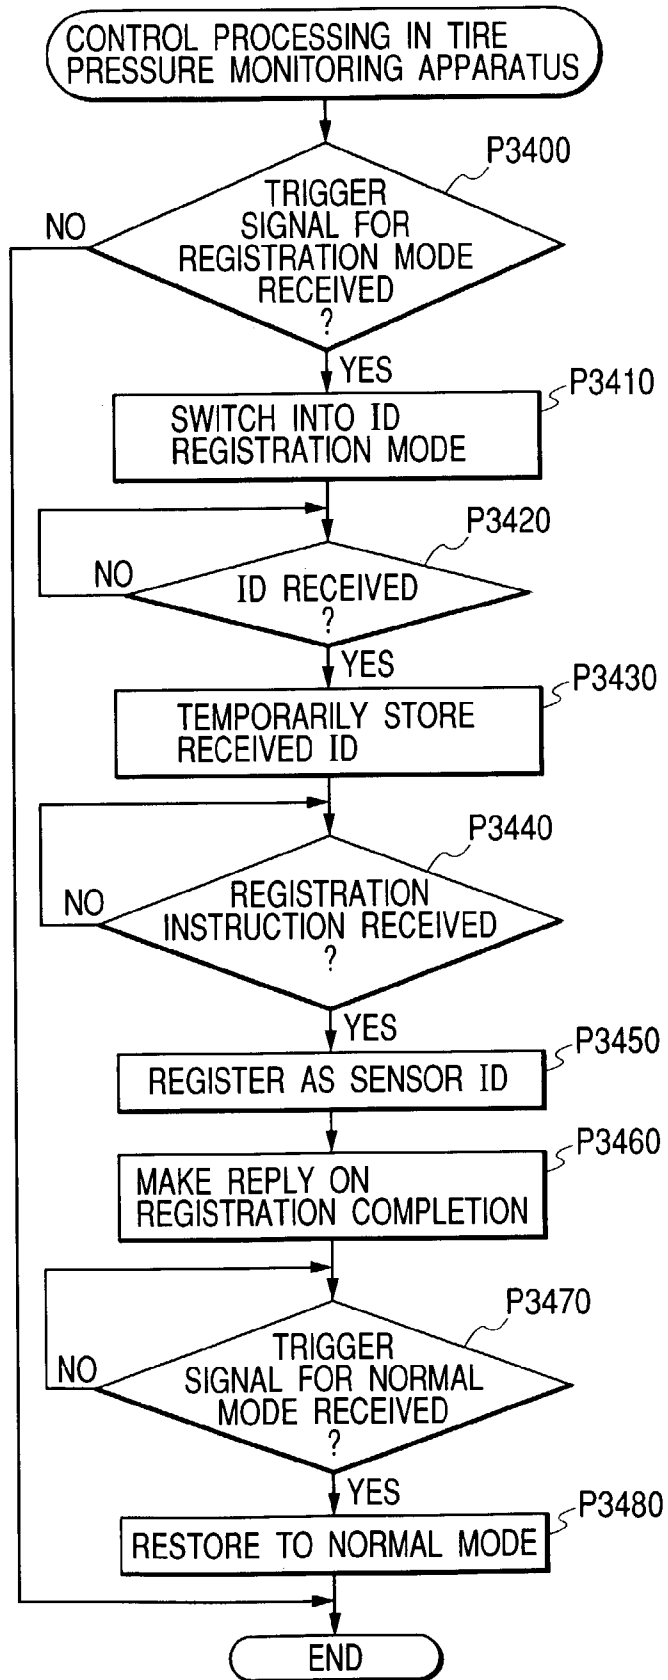 CONTROL PROCESSING IN TIRE
PRESSURE MONITORING APPARATUS
P3400
TRIGGER
SIGNAL FOR
REGISTRATION MODE
RECEIVED
?
NO
YES
P3410
SWITCH INTO ID
REGISTRATION MODE
P3420
NO
ID RECEIVED
?
YES
P3430
TEMPORARILY STORE
RECEIVED ID
P3440
REGISTRATION
NO
INSTRUCTION RECEIVED
?
YES
P3450
REGISTER AS SENSOR ID
P3460
MAKE REPLY ON
REGISTRATION COMPLETION
P3470
TRIGGER
NO
SIGNAL FOR NORMAL
MODE RECEIVED
?
YES
P3480
RESTORE TO NORMAL MODE
END